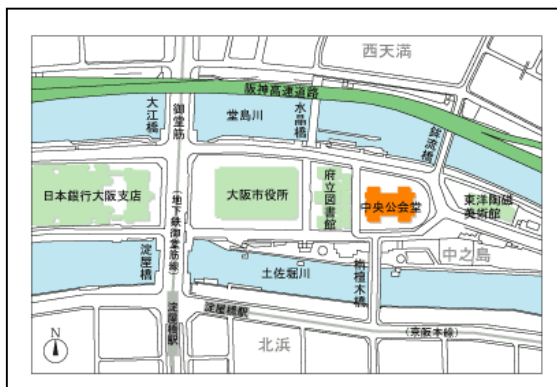 西天満
阪神高速道路
大江橋
御堂筋
堂島川
水晶橋
鉾流橋
日本銀行大阪支店
(地下鉄御堂筋線)
大阪市役所
府立図書館
中央公会堂
東洋陶磁
美術館
中之島
淀屋橋
土佐堀川
栴檀木橋
淀屋橋駅
淀屋橋駅
(京阪本線)
北浜
N